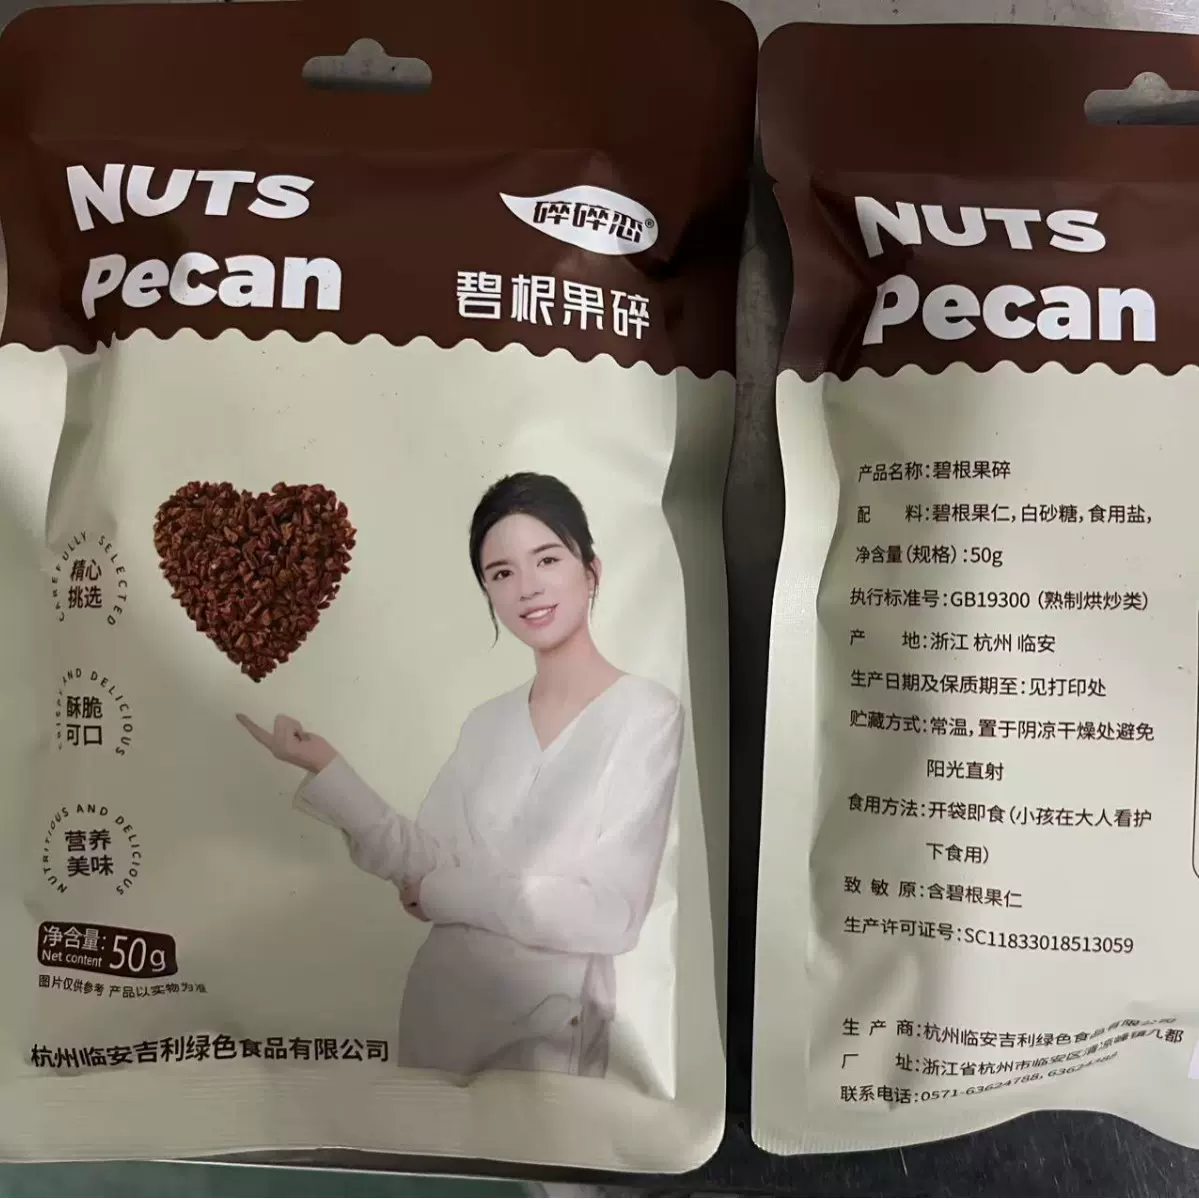 NUTS
Pecan
碎碎恋®
碧根果碎
CAREFULLY SELECTED
精心
挑选
AND DELICIOUS
酥脆
可口
NUTRITIOUS AND DELICIOUS
营养
美味
净含量:
Net content
50g
图片仅供参考 产品以实物为准
杭州临安吉利绿色食品有限公司
NUTS
Pecan
产品名称:碧根果碎
配 料:碧根果仁,白砂糖,食用盐,
净含量(规格):50g
执行标准号:GB19300 (熟制烘炒类)
产 地:浙江 杭州 临安
生产日期及保质期至:见打印处
贮藏方式:常温,置于阴凉干燥处避免
阳光直射
食用方法:开袋即食(小孩在大人看护
下食用)
致 敏 原:含碧根果仁
生产许可证号:SC11833018513059
生 产 商:杭州临安吉利绿色食品有限公司
厂 址:浙江省杭州市临安区清凉峰镇九都
联系电话:0571-63624788,